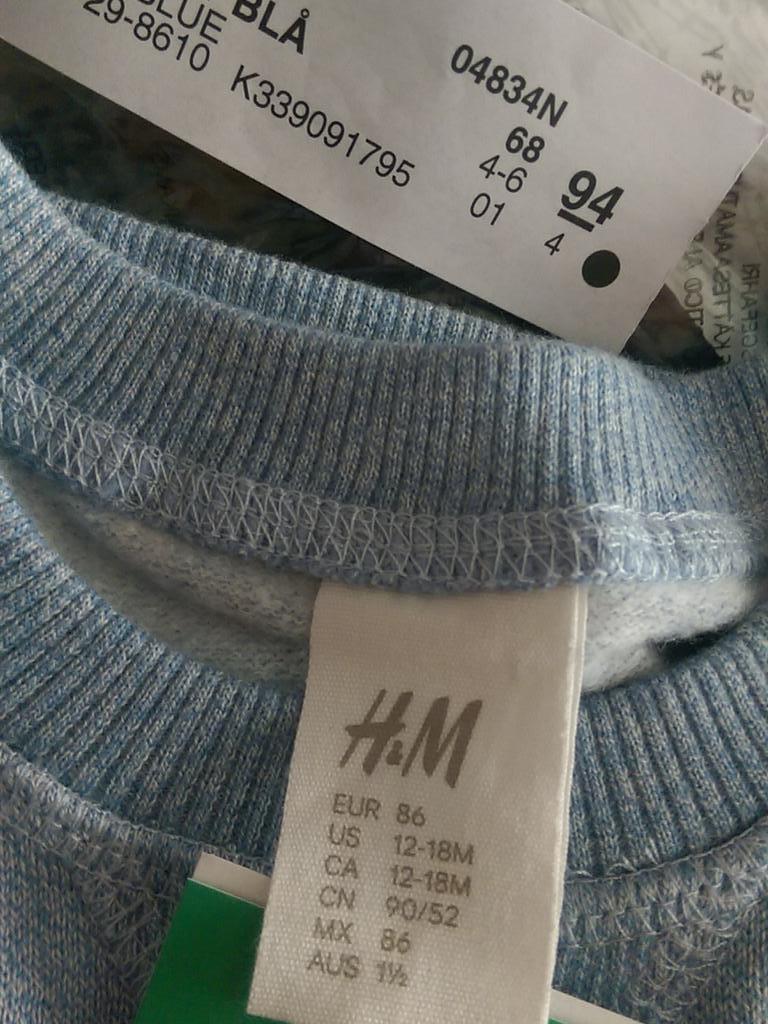 BLÅ
BLUE
29-8610 K339091795
04834N
68
4-6
01
94
4
H&M
EUR 86
US 12-18M
CA 12-18M
CN 90/52
MX 86
AUS 1½